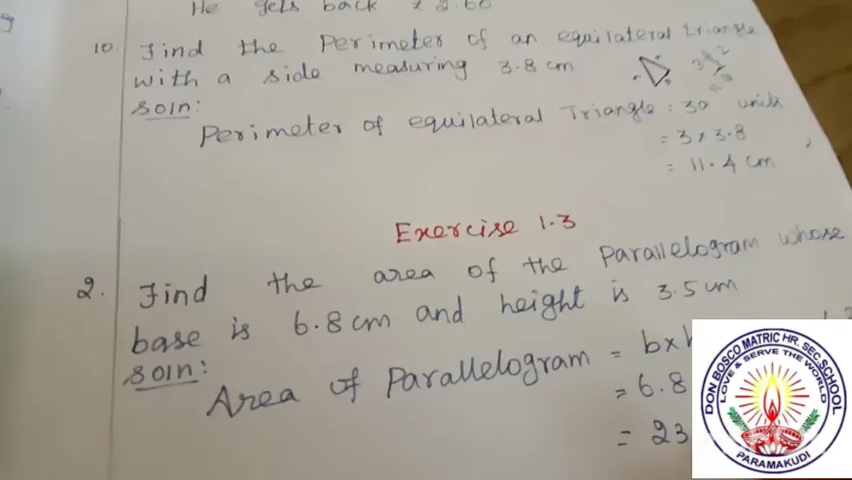 He gets back ₹ 2.60
10 Find the Perimeter of an equilateral triangle
with a side measuring 3.8 cm
Soln:
Perimeter of equilateral Triangle : 3a units
= 3 x 3.8
= 11.4 cm
Exercise 1.3
2. Find the area of the Parallelogram whose
base is 6.8 cm and height is 3.5 cm
Soln:
Area of Parallelogram = b x h
= 6.8
= 23
DON BOSCO MATRIC HR. SEC. SCHOOL
LOVE & SERVE THE WORLD
PARAMAKUDI